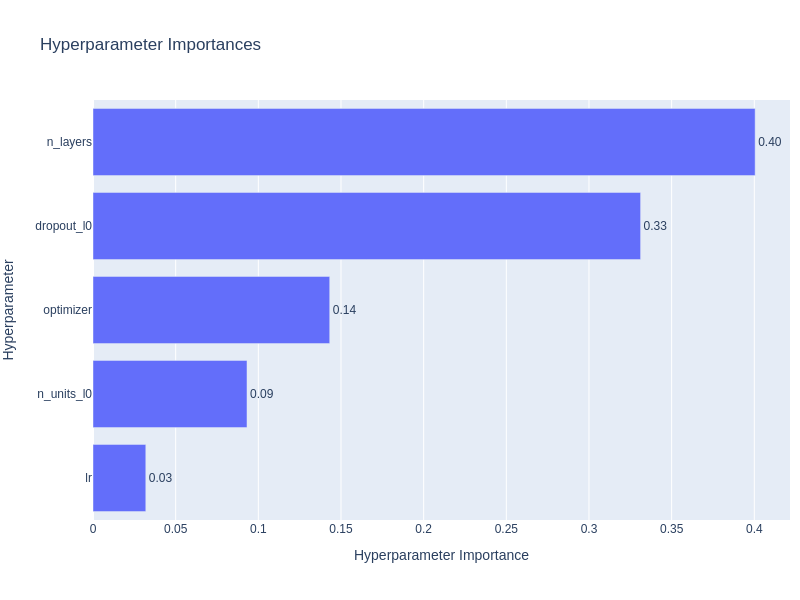 Hyperparameter Importances
Hyperparameter
n_layers
0.40
dropout_l0
0.33
optimizer
0.14
n_units_l0
0.09
lr
0.03
0
0.05
0.1
0.15
0.2
0.25
0.3
0.35
0.4
Hyperparameter Importance